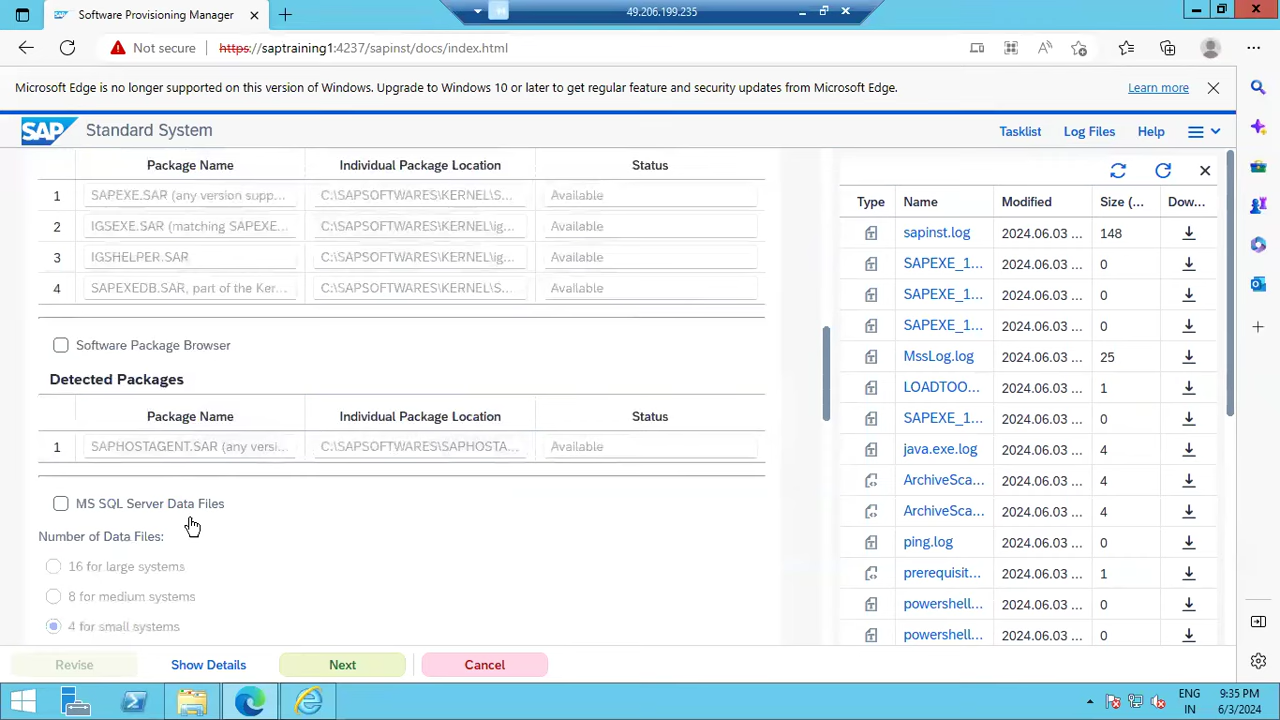 Software Provisioning Manager
49.206.199.235
Not secure
https://saptraining1:4237/sapinst/docs/index.html
Microsoft Edge is no longer supported on this version of Windows. Upgrade to Windows 10 or later to get regular feature and security updates from Microsoft Edge.
Learn more
SAP Standard System
Tasklist Log Files Help
Package Name Individual Package Location Status
1 SAPEXE.SAR (any version supp... C:\SAPSOFTWARES\KERNEL\S... Available
2 IGSEXE.SAR (matching SAPEXE... C:\SAPSOFTWARES\KERNEL\ig... Available
3 IGSHELPER.SAR C:\SAPSOFTWARES\KERNEL\ig... Available
4 SAPEXEDB.SAR, part of the Ker... C:\SAPSOFTWARES\KERNEL\S... Available
Software Package Browser
Detected Packages
Package Name Individual Package Location Status
1 SAPHOSTAGENT.SAR (any versi... C:\SAPSOFTWARES\SAPHOSTA... Available
MS SQL Server Data Files
Number of Data Files:
16 for large systems
8 for medium systems
4 for small systems
Revise Show Details Next Cancel
Type Name Modified Size (... Dow...
sapinst.log 2024.06.03 ... 148
SAPEXE_1... 2024.06.03 ... 0
SAPEXE_1... 2024.06.03 ... 0
SAPEXE_1... 2024.06.03 ... 0
MssLog.log 2024.06.03 ... 25
LOADTOO... 2024.06.03 ... 1
SAPEXE_1... 2024.06.03 ... 0
java.exe.log 2024.06.03 ... 4
ArchiveSca... 2024.06.03 ... 4
ArchiveSca... 2024.06.03 ... 4
ping.log 2024.06.03 ... 0
prerequisit... 2024.06.03 ... 1
powershell... 2024.06.03 ... 0
powershell... 2024.06.03 ... 0
ENG 9:35 PM
IN 6/3/2024